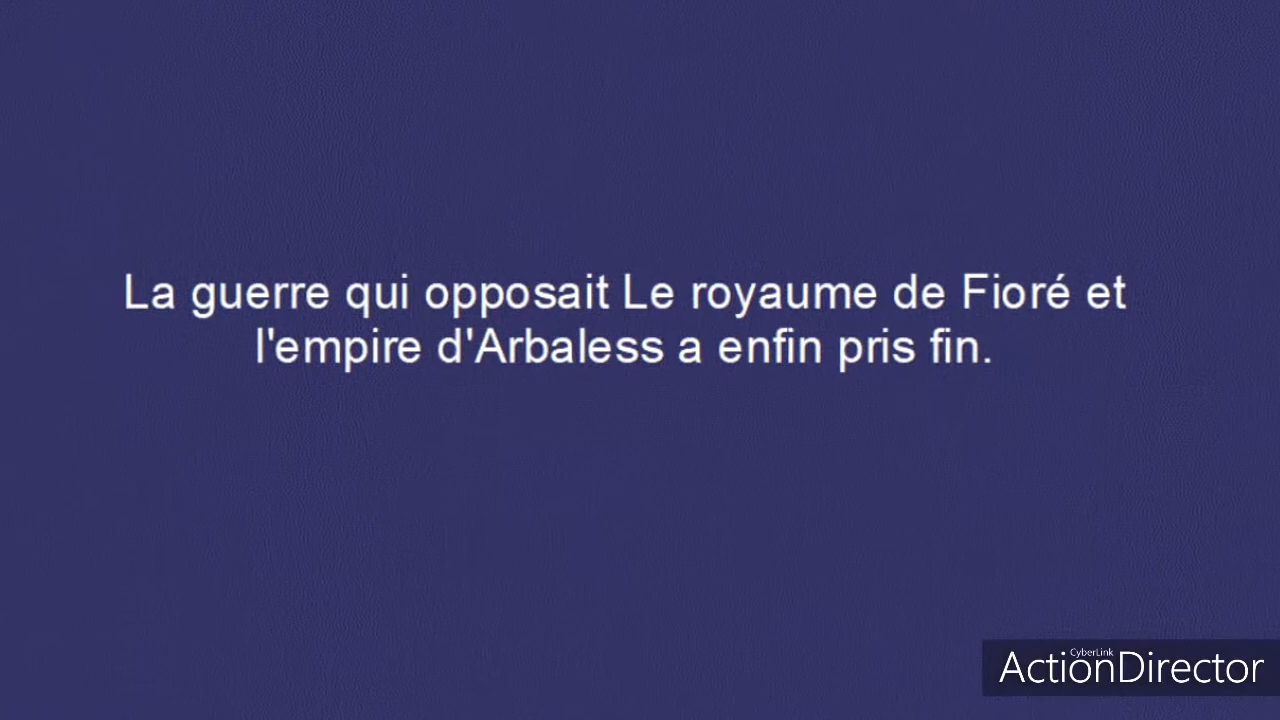 La guerre qui opposait Le royaume de Fioré et
l'empire d'Arbaless a enfin pris fin.
CyberLink
ActionDirector